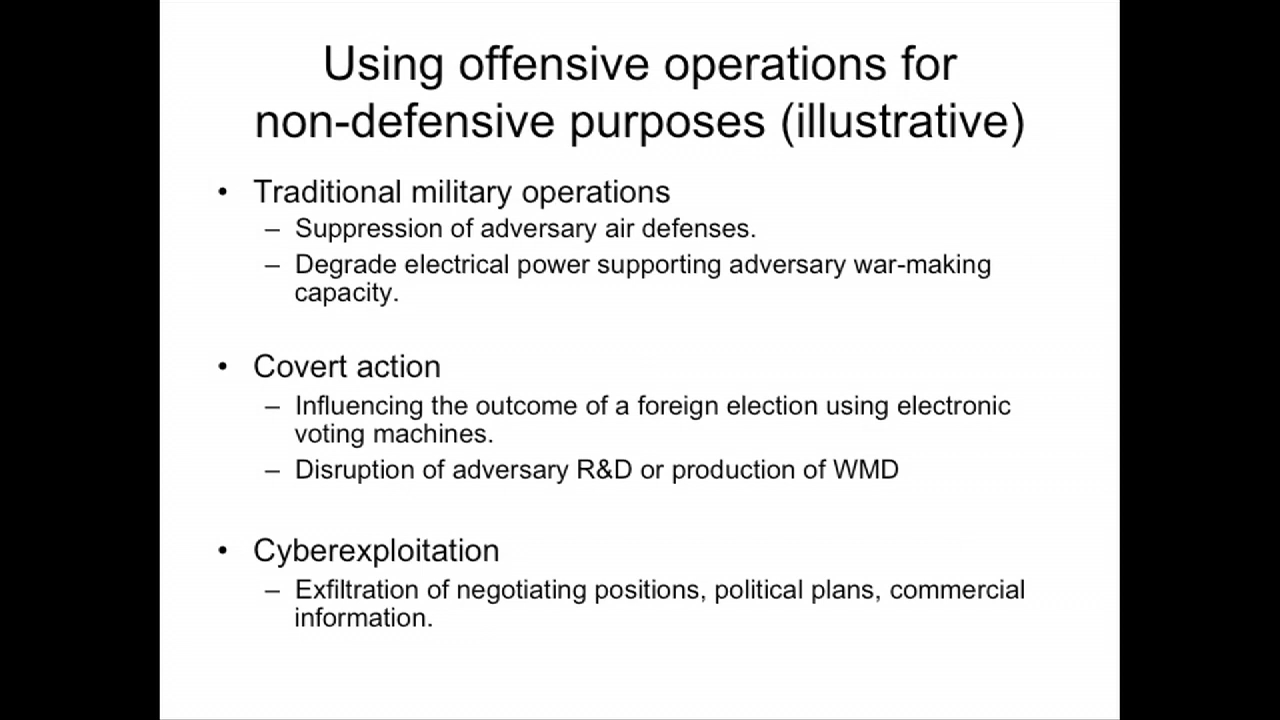 Using offensive operations for
non-defensive purposes (illustrative)
• Traditional military operations
– Suppression of adversary air defenses.
– Degrade electrical power supporting adversary war-making
capacity.
• Covert action
– Influencing the outcome of a foreign election using electronic
voting machines.
– Disruption of adversary R&D or production of WMD
• Cyberexploitation
– Exfiltration of negotiating positions, political plans, commercial
information.